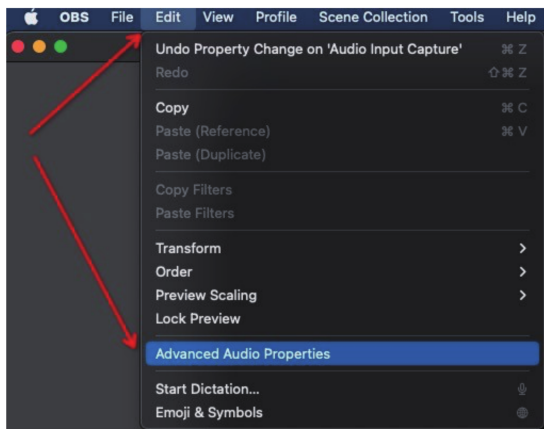 OBS File Edit View Profile Scene Collection Tools Help
Undo Property Change on 'Audio Input Capture' ⌘ Z
Redo ⇧ ⌘ Z
Copy ⌘ C
Paste (Reference) ⌘ V
Paste (Duplicate)
Copy Filters
Paste Filters
Transform
Order
Preview Scaling
Lock Preview
Advanced Audio Properties
Start Dictation...
Emoji & Symbols